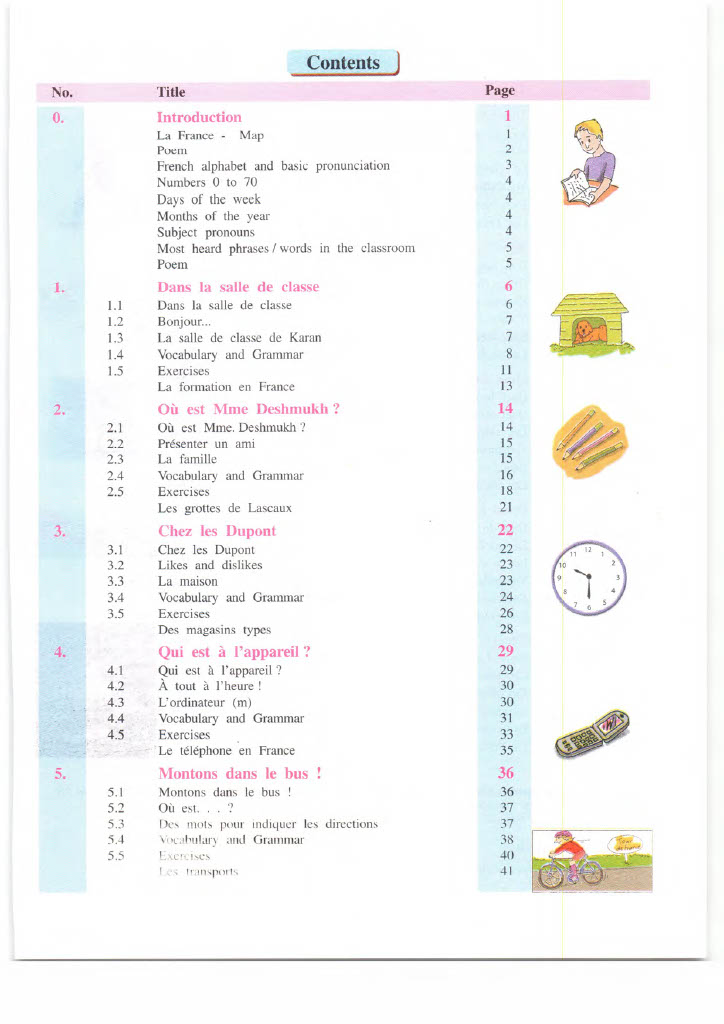 Contents
No. Title Page
0. Introduction 1
La France - Map 1
Poem 2
French alphabet and basic pronunciation 3
Numbers 0 to 70 4
Days of the week 4
Months of the year 4
Subject pronouns 4
Most heard phrases / words in the classroom 5
Poem 5
1. Dans la salle de classe 6
1.1 Dans la salle de classe 6
1.2 Bonjour... 7
1.3 La salle de classe de Karan 7
1.4 Vocabulary and Grammar 8
1.5 Exercises 11
La formation en France 13
2. Où est Mme Deshmukh ? 14
2.1 Où est Mme. Deshmukh ? 14
2.2 Présenter un ami 15
2.3 La famille 15
2.4 Vocabulary and Grammar 16
2.5 Exercises 18
Les grottes de Lascaux 21
3. Chez les Dupont 22
3.1 Chez les Dupont 22
3.2 Likes and dislikes 23
3.3 La maison 23
3.4 Vocabulary and Grammar 24
3.5 Exercises 26
Des magasins types 28
12 1 2 3 4 5 6 7 8 9 10 11
4. Qui est à l'appareil ? 29
4.1 Qui est à l'appareil ? 29
4.2 À tout à l'heure ! 30
4.3 L'ordinateur (m) 30
4.4 Vocabulary and Grammar 31
4.5 Exercises 33
Le téléphone en France 35
5. Montons dans le bus ! 36
5.1 Montons dans le bus ! 36
5.2 Où est. . . ? 37
5.3 Des mots pour indiquer les directions 37
5.4 Vocabulary and Grammar 38
5.5 Exercises 40
Les transports 41
Tour
de France